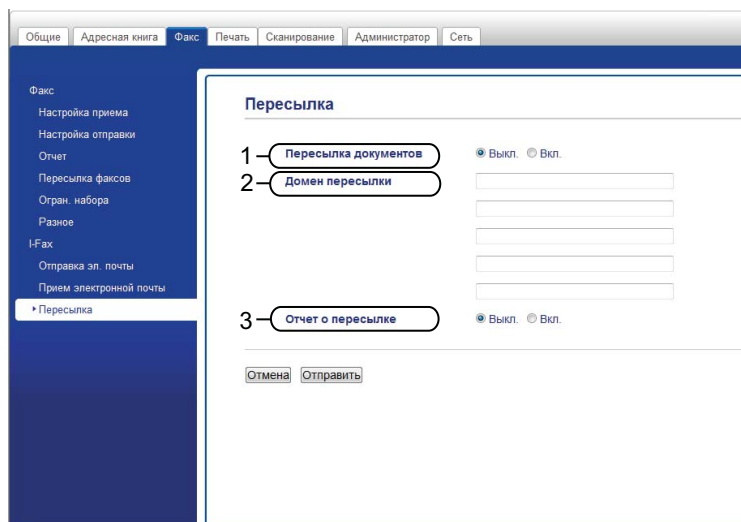 Общие Адресная книга Факс Печать Сканирование Администратор Сеть
Факс
Настройка приема
Настройка отправки
Отчет
Пересылка факсов
Огран. набора
Разное
I-Fax
Отправка эл. почты
Прием электронной почты
Пересылка
Пересылка
1 Пересылка документов Выкл. Вкл.
2 Домен пересылки
3 Отчет о пересылке Выкл. Вкл.
Отмена Отправить